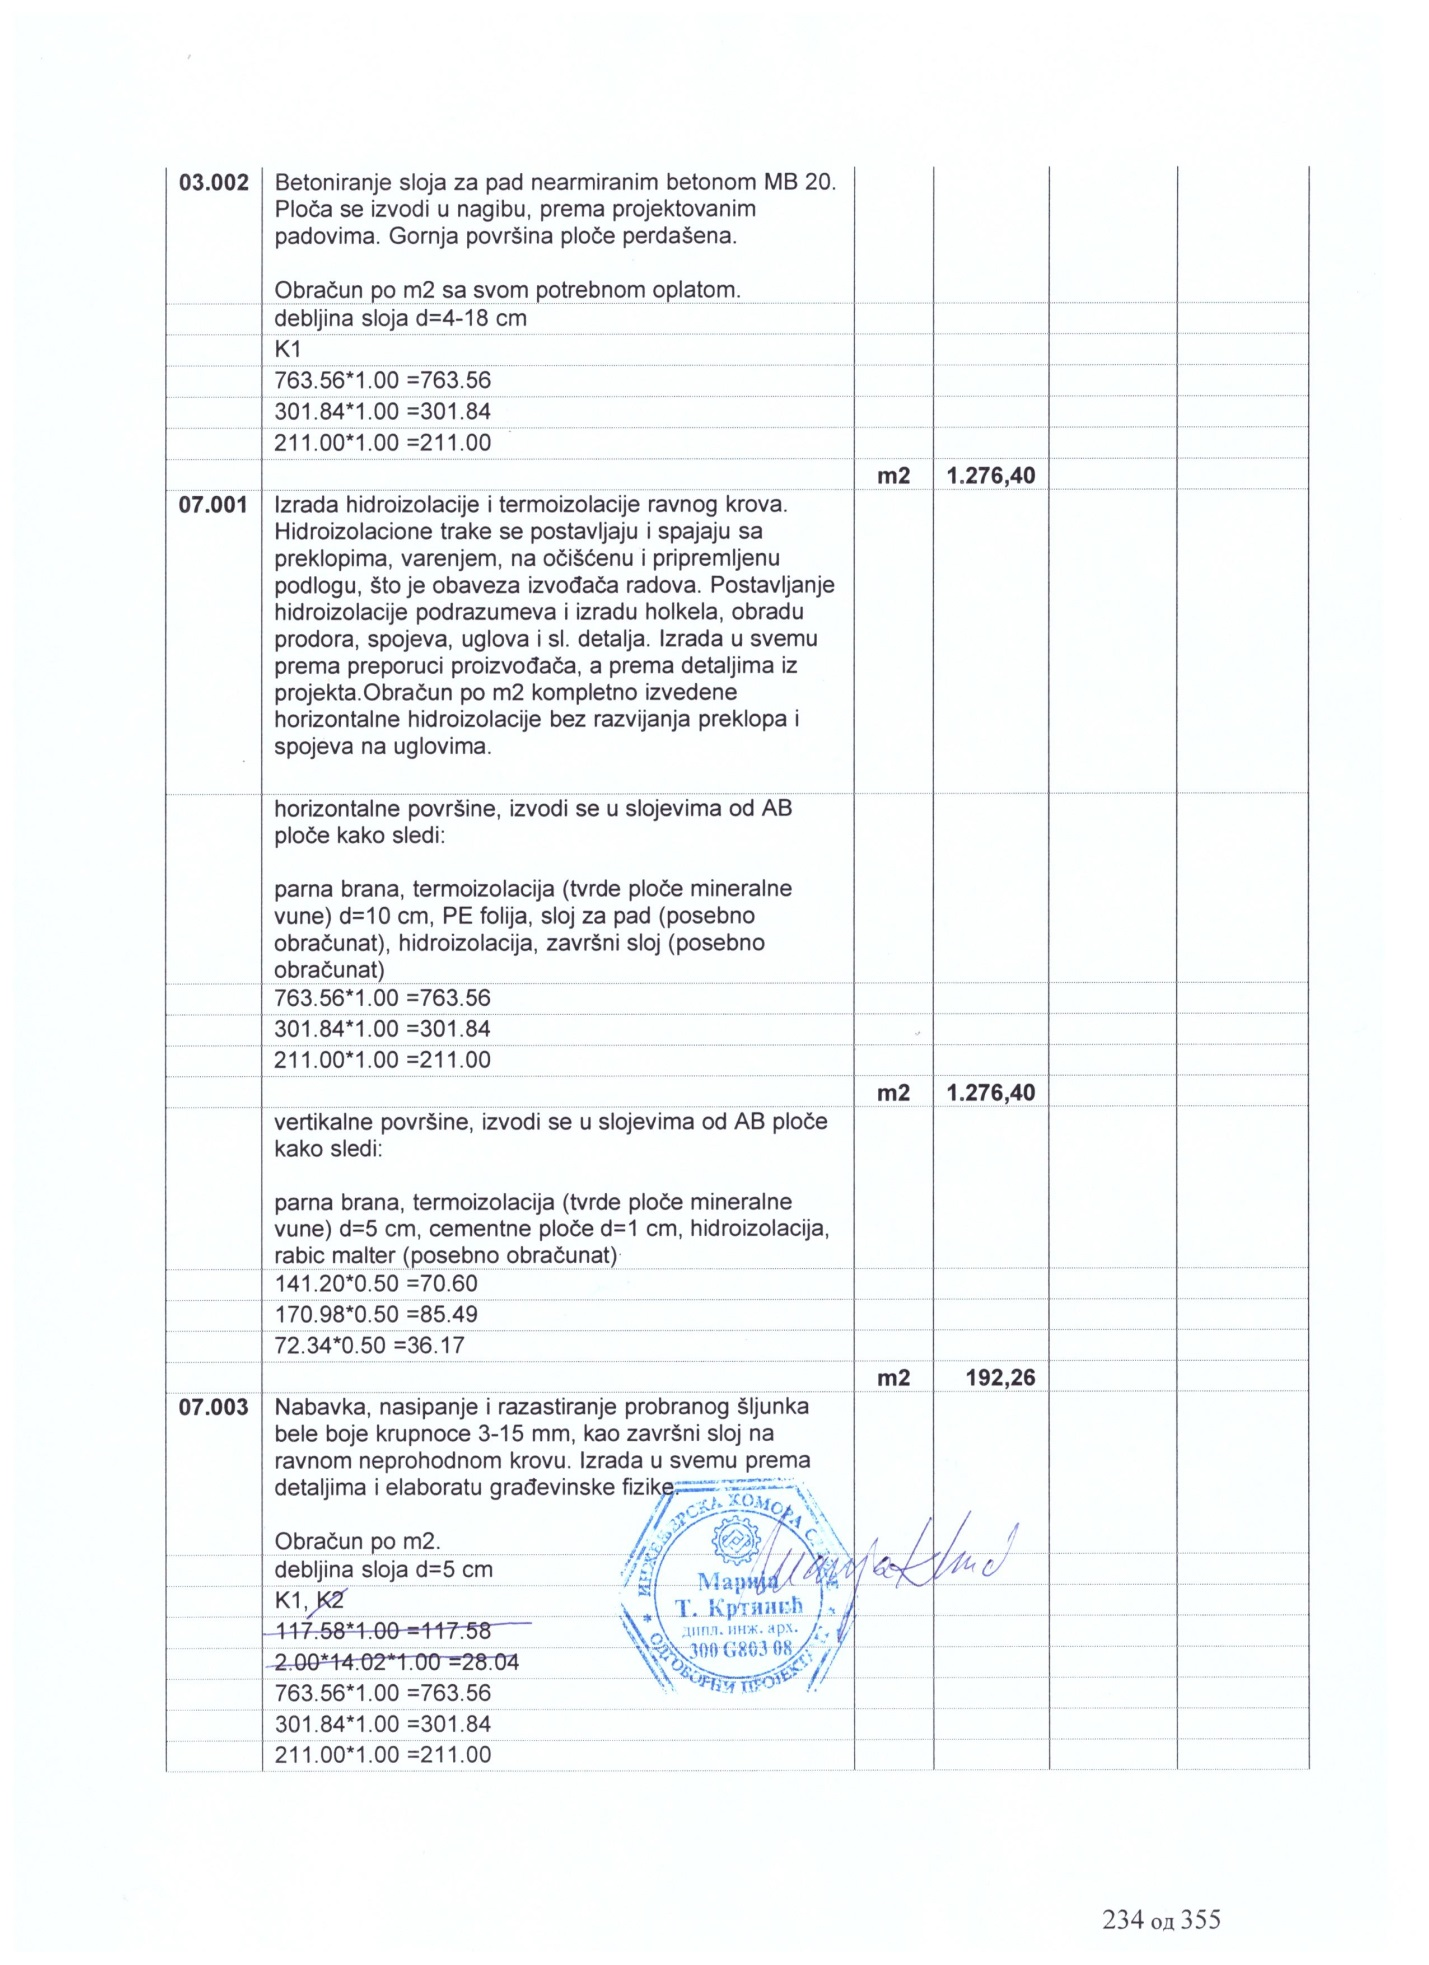 03.002 Betoniranje sloja za pad nearmiranim betonom MB 20.
Ploča se izvodi u nagibu, prema projektovanim
padovima. Gornja površina ploče perdašena.
Obračun po m2 sa svom potrebnom oplatom.
debljina sloja d=4-18 cm
K1
763.56*1.00 =763.56
301.84*1.00 =301.84
211.00*1.00 =211.00
m2 1.276,40
07.001 Izrada hidroizolacije i termoizolacije ravnog krova.
Hidroizolacione trake se postavljaju i spajaju sa
preklopima, varenjem, na očišćenu i pripremljenu
podlogu, što je obaveza izvođača radova. Postavljanje
hidroizolacije podrazumeva i izradu holkela, obradu
prodora, spojeva, uglova i sl. detalja. Izrada u svemu
prema preporuci proizvođača, a prema detaljima iz
projekta.Obračun po m2 kompletno izvedene
horizontalne hidroizolacije bez razvijanja preklopa i
spojeva na uglovima.
horizontalne površine, izvodi se u slojevima od AB
ploče kako sledi:
parna brana, termoizolacija (tvrde ploče mineralne
vune) d=10 cm, PE folija, sloj za pad (posebno
obračunat), hidroizolacija, završni sloj (posebno
obračunat)
763.56*1.00 =763.56
301.84*1.00 =301.84
211.00*1.00 =211.00
m2 1.276,40
vertikalne površine, izvodi se u slojevima od AB ploče
kako sledi:
parna brana, termoizolacija (tvrde ploče mineralne
vune) d=5 cm, cementne ploče d=1 cm, hidroizolacija,
rabic malter (posebno obračunat)
141.20*0.50 =70.60
170.98*0.50 =85.49
72.34*0.50 =36.17
m2 192,26
07.003 Nabavka, nasipanje i razastiranje probranog šljunka
bele boje krupnoce 3-15 mm, kao završni sloj na
ravnom neprohodnom krovu. Izrada u svemu prema
detaljima i elaboratu građevinske fizike.
Obračun po m2.
debljina sloja d=5 cm
K1, K2
117.58*1.00 =117.58
2.00*14.02*1.00 =28.04
763.56*1.00 =763.56
301.84*1.00 =301.84
211.00*1.00 =211.00
ИНЖЕЊЕРСКА КОМОРА
Марија
Т. Кртинић
дипл. инж. арх.
300 G803 08
ОДГОВОРНИ ПРОЈЕКТАНТ
234 од 355